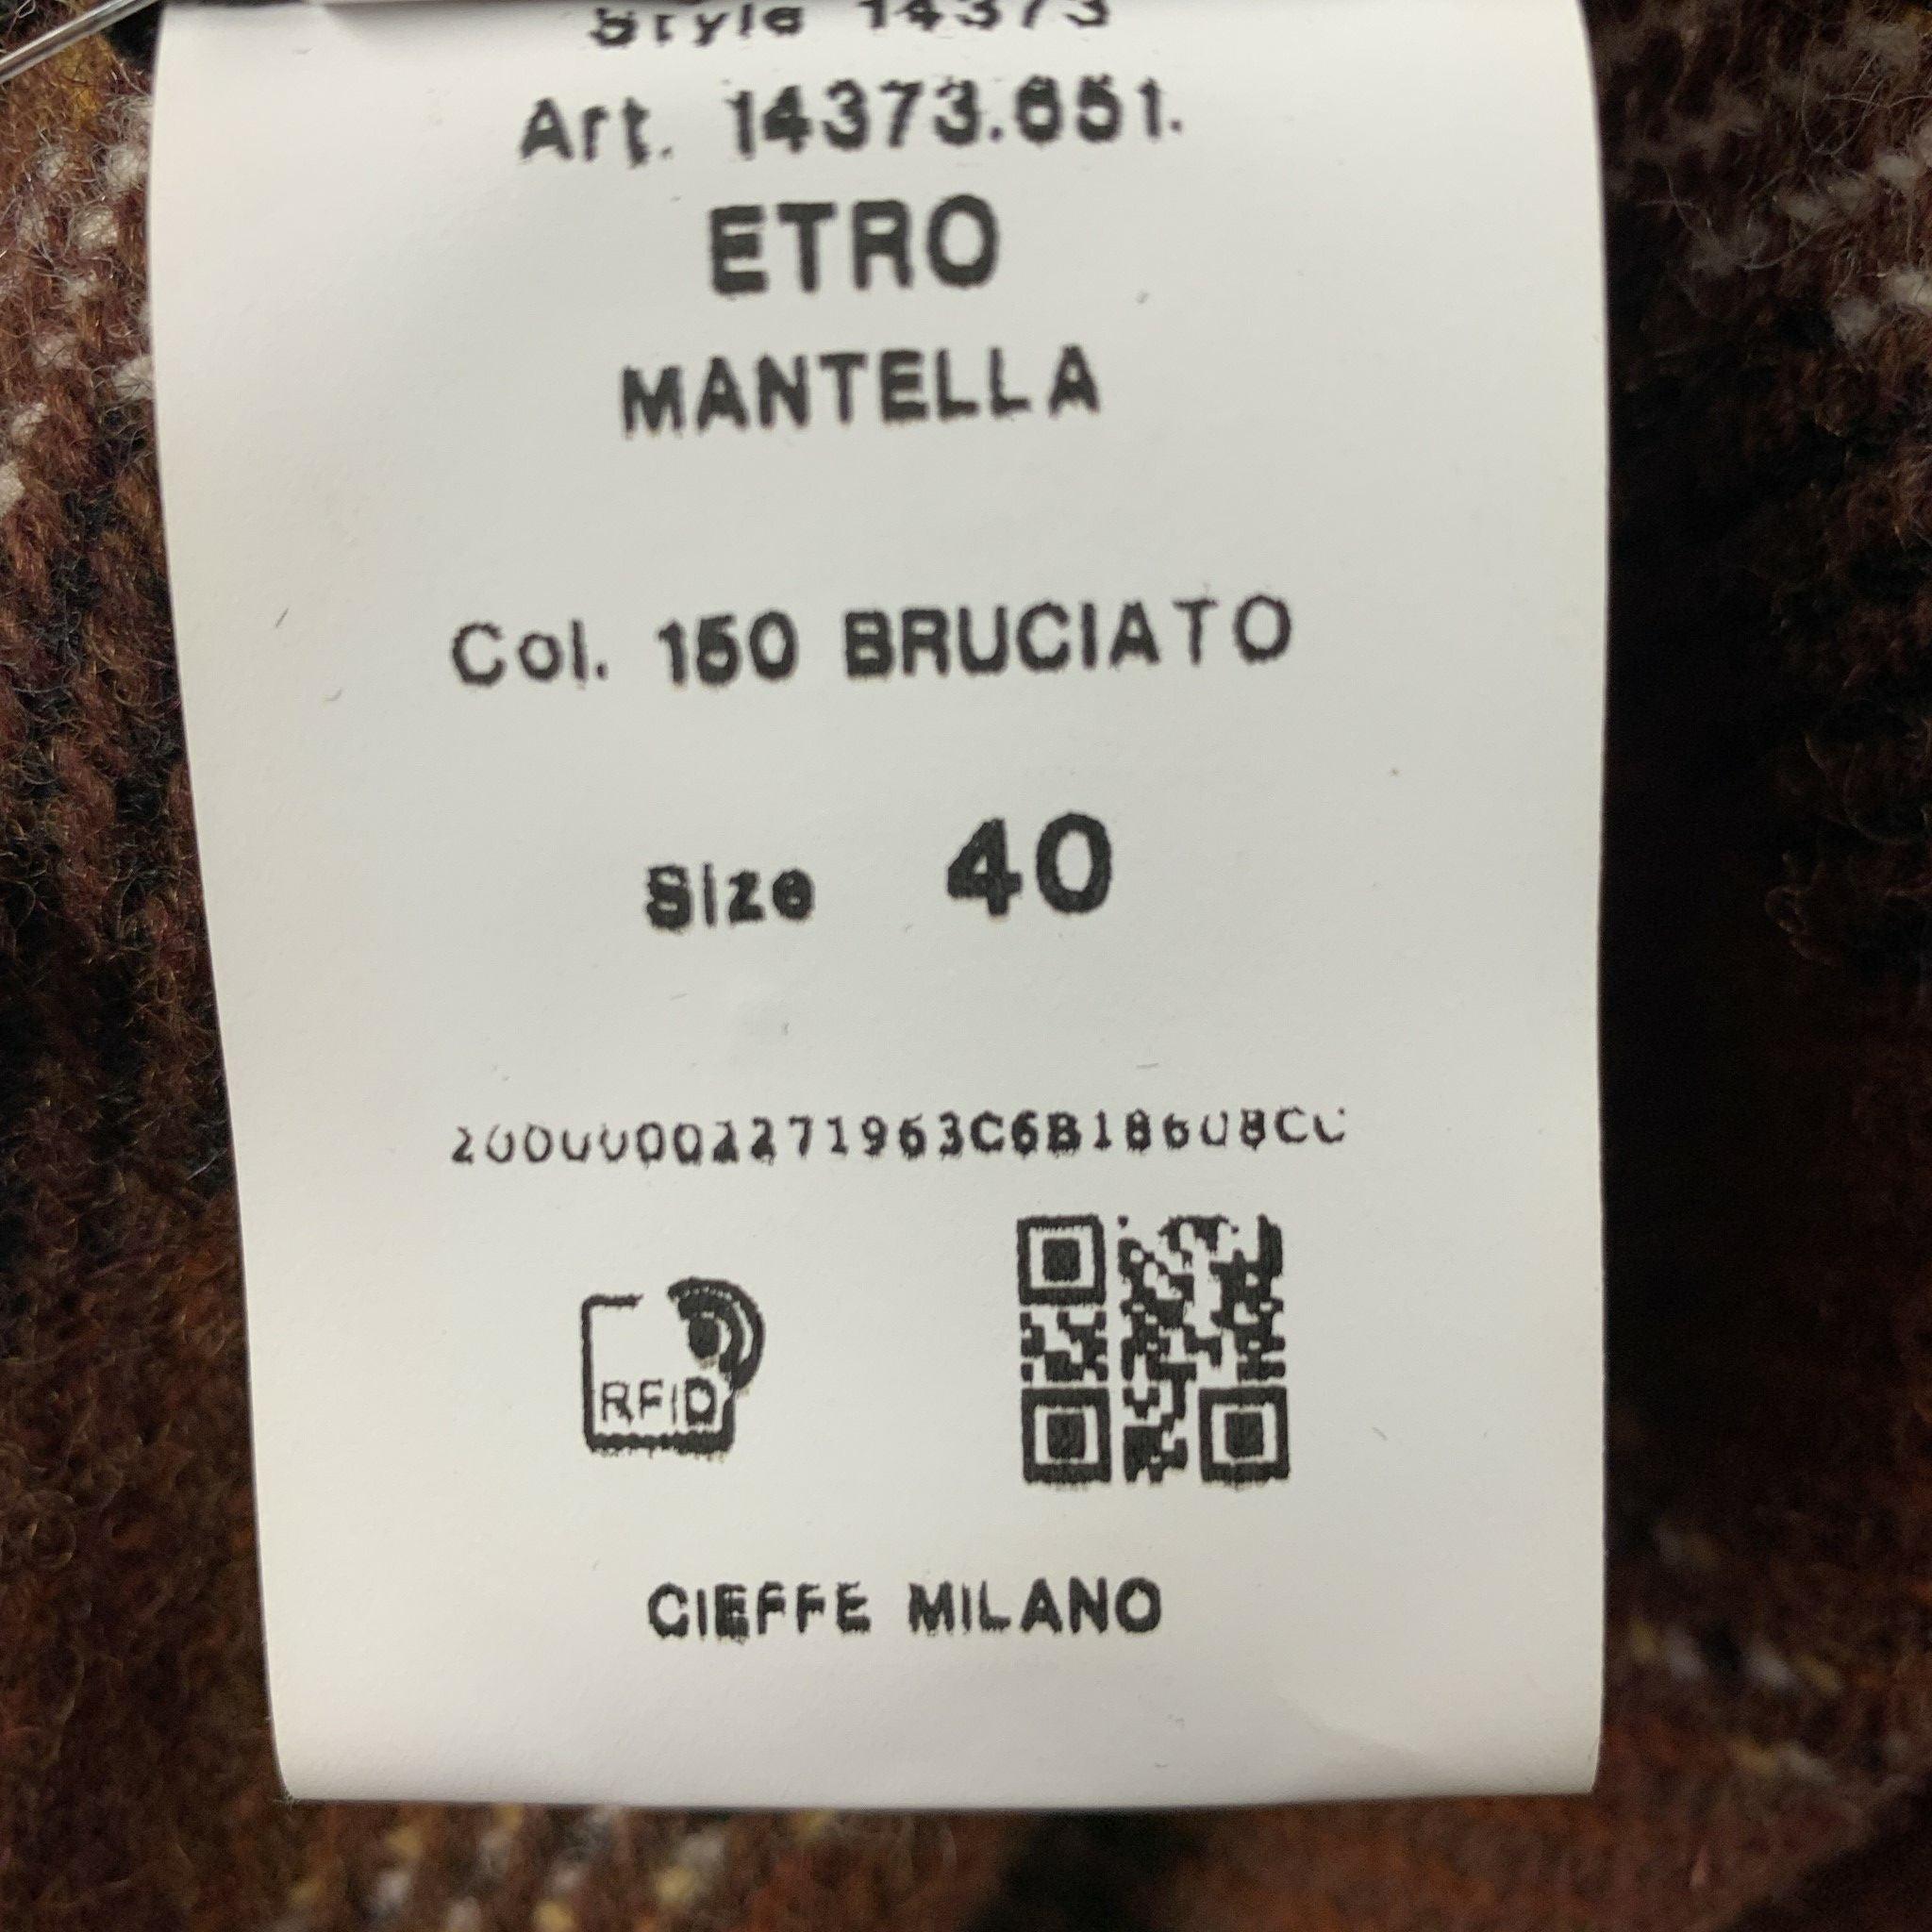 Style 14373
Art. 14373.651.
ETRO
MANTELLA
Col. 150 BRUCIATO
Size 40
RFID
CIEFFE MILANO